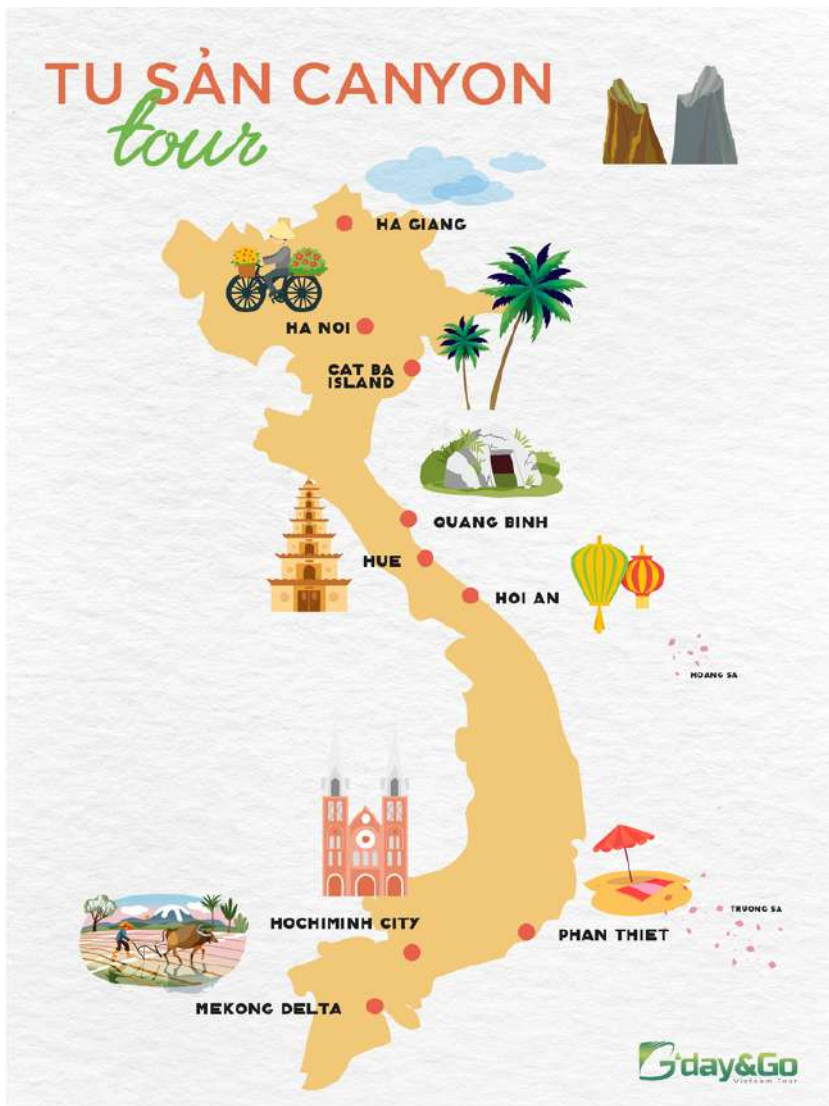 TU SẢN CANYON
tour
HA GIANG
HA NOI
CAT BA
ISLAND
QUANG BINH
HUE
HOI AN
HOANG SA
HOCHIMINH CITY
TRUONG SA
PHAN THIET
MEKONG DELTA
G'day&Go
Vietnam Tour